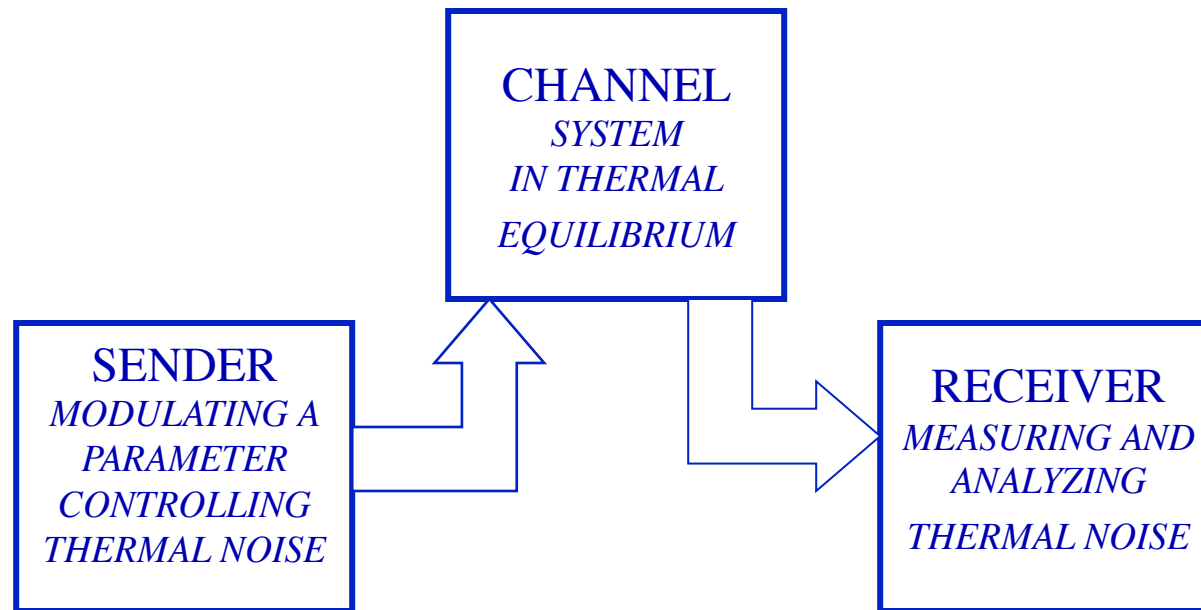 CHANNEL
SYSTEM
IN THERMAL
EQUILIBRIUM
SENDER
MODULATING A
PARAMETER
CONTROLLING
THERMAL NOISE
RECEIVER
MEASURING AND
ANALYZING
THERMAL NOISE